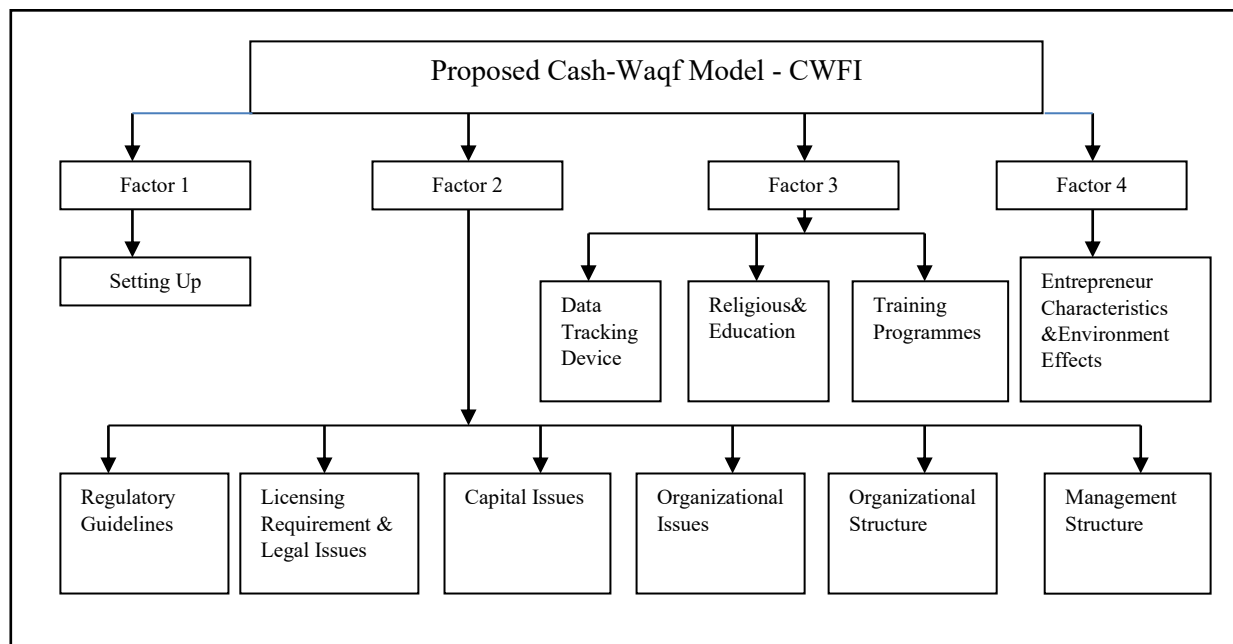 Proposed Cash-Waqf Model - CWFI
Factor 1
Factor 2
Factor 3
Factor 4
Setting Up
Data
Tracking
Device
Religious&
Education
Training
Programmes
Entrepreneur
Characteristics
&Environment
Effects
Regulatory
Guidelines
Licensing
Requirement &
Legal Issues
Capital Issues
Organizational
Issues
Organizational
Structure
Management
Structure